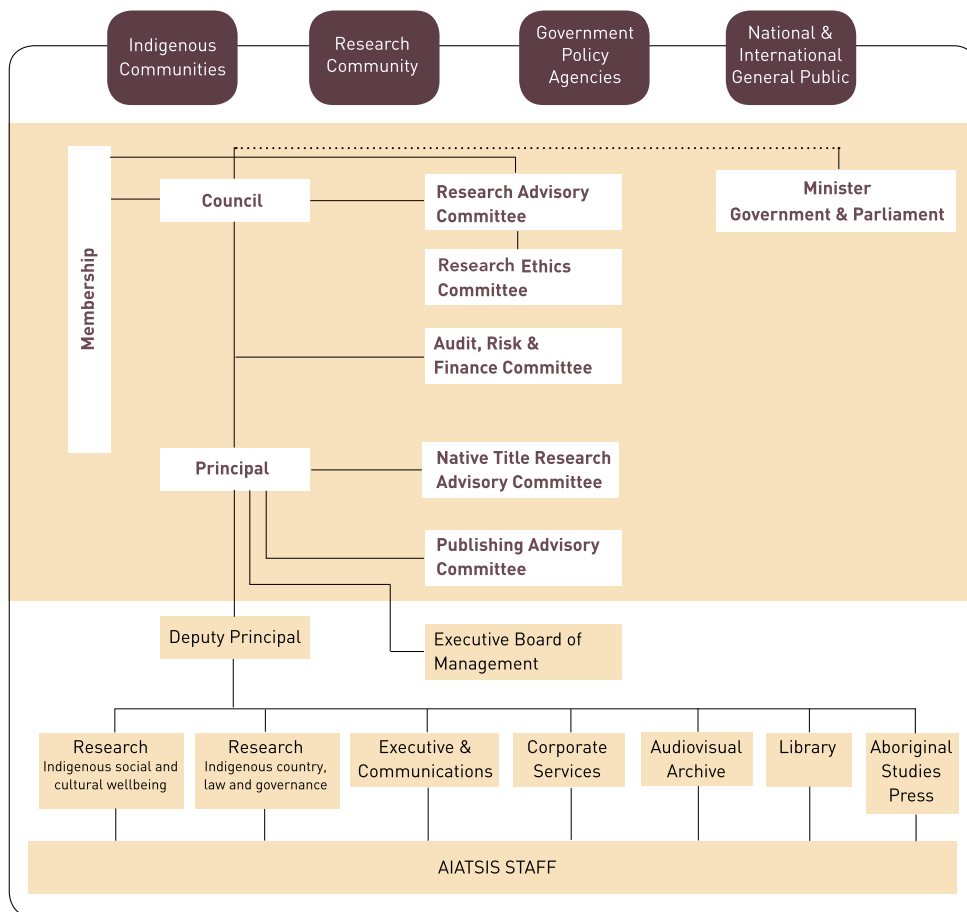 Indigenous
Communities
Research
Community
Government
Policy
Agencies
National &
International
General Public
Membership
Council
Research Advisory
Committee
Minister
Government & Parliament
Research Ethics
Committee
Audit, Risk &
Finance Committee
Principal
Native Title Research
Advisory Committee
Publishing Advisory
Committee
Deputy Principal
Executive Board of
Management
Research
Indigenous social and
cultural wellbeing
Research
Indigenous country,
law and governance
Executive &
Communications
Corporate
Services
Audiovisual
Archive
Library
Aboriginal
Studies
Press
AIATSIS STAFF